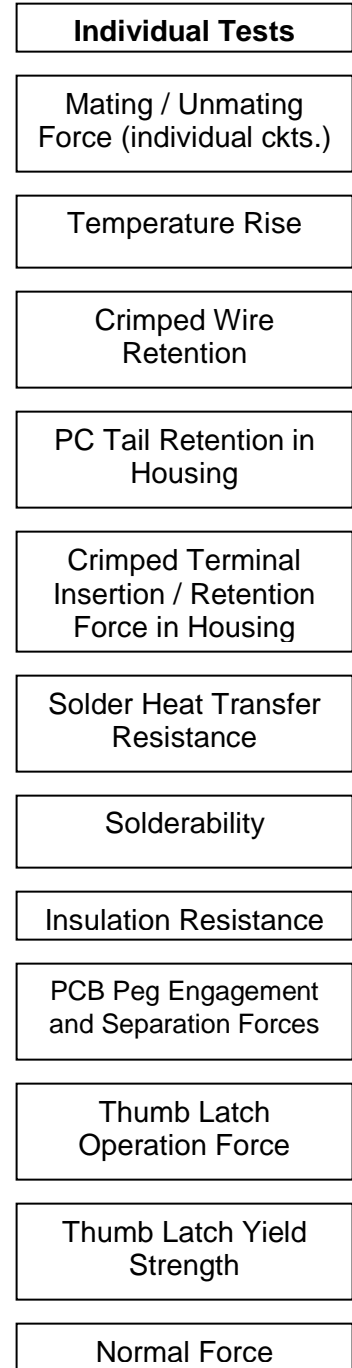 Individual Tests
Mating / Unmating
Force (individual ckts.)
Temperature Rise
Crimped Wire
Retention
PC Tail Retention in
Housing
Crimped Terminal
Insertion / Retention
Force in Housing
Solder Heat Transfer
Resistance
Solderability
Insulation Resistance
PCB Peg Engagement
and Separation Forces
Thumb Latch
Operation Force
Thumb Latch Yield
Strength
Normal Force